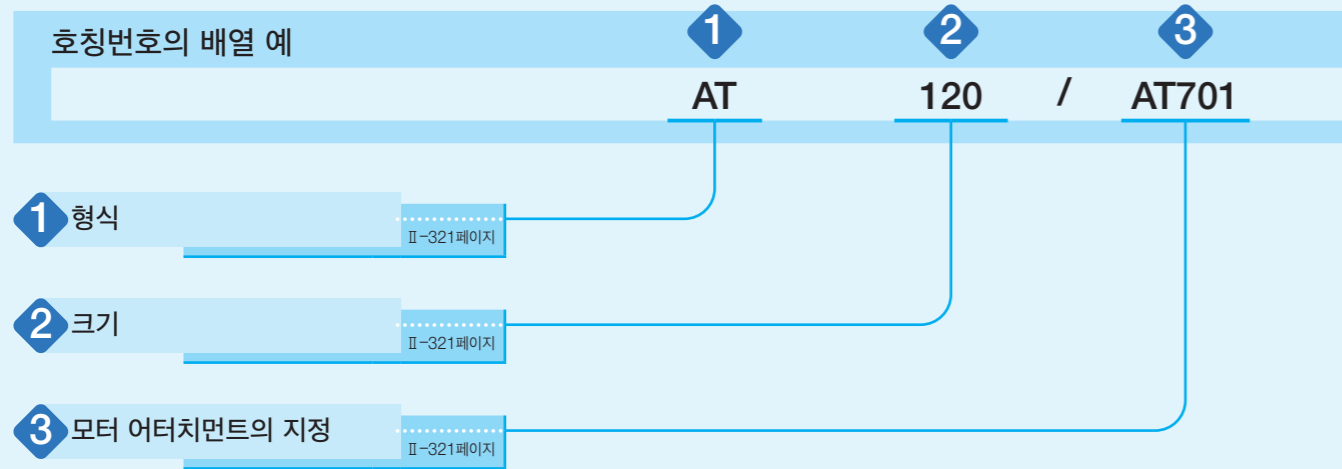 호칭번호의 배열 예
1 2 3
AT 120 / AT701
1 형식
Ⅱ-321페이지
2 크기
Ⅱ-321페이지
3 모터 어터치먼트의 지정
Ⅱ-321페이지